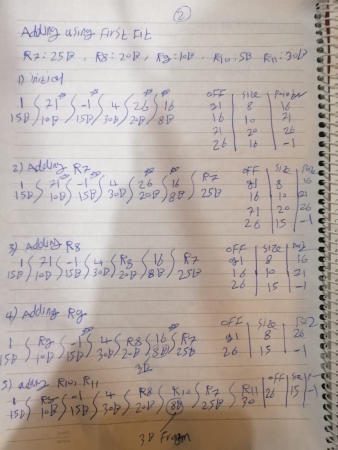 2
Adding using First Fit
R7: 25B, R8: 20B, R9: 10B, R10: 5B R11: 30B
1) Initial
off | size | Pointer
1 21 -1 4 26 16
15B 10B 15B 30B 20B 8B
21 8 16
16 10 21
21 20 26
26 15 -1
2) Adding R7
off | size | Poi
1 21 -1 4 26 16 R7
15B 10B 15B 30B 20B 8B 25B
21 8 16
16 10 21
21 20 26
26 15 -1
3) Adding R8
off | size |
1 21 -1 4 R8 16 R7
15B 10B 15B 30B 20B 8B 25B
21 8 16
16 10 21
26 15 -1
4) Adding R9
off | size |
1 R9 -1 4 R8 16 R7
15B 10B 15B 30B 20B 8B 25B
21 8 26
26 15 -1
5) adding R10, R11
off
1 R9 -1 4 R8 R10 R7 R11
15B 10B 15B 30B 20B 8B 25B 30
26 15 -1
3B Fragm